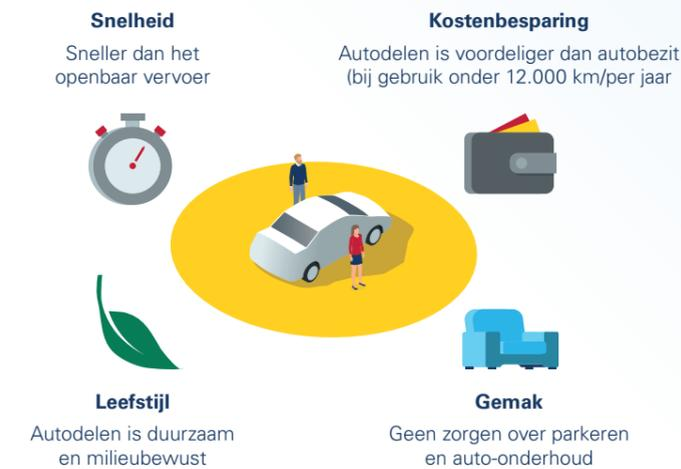 Snelheid
Sneller dan het
openbaar vervoer
Kostenbesparing
Autodelen is voordeliger dan autobezit
(bij gebruik onder 12.000 km/per jaar
Leefstijl
Autodelen is duurzaam
en milieubewust
Gemak
Geen zorgen over parkeren
en auto-onderhoud